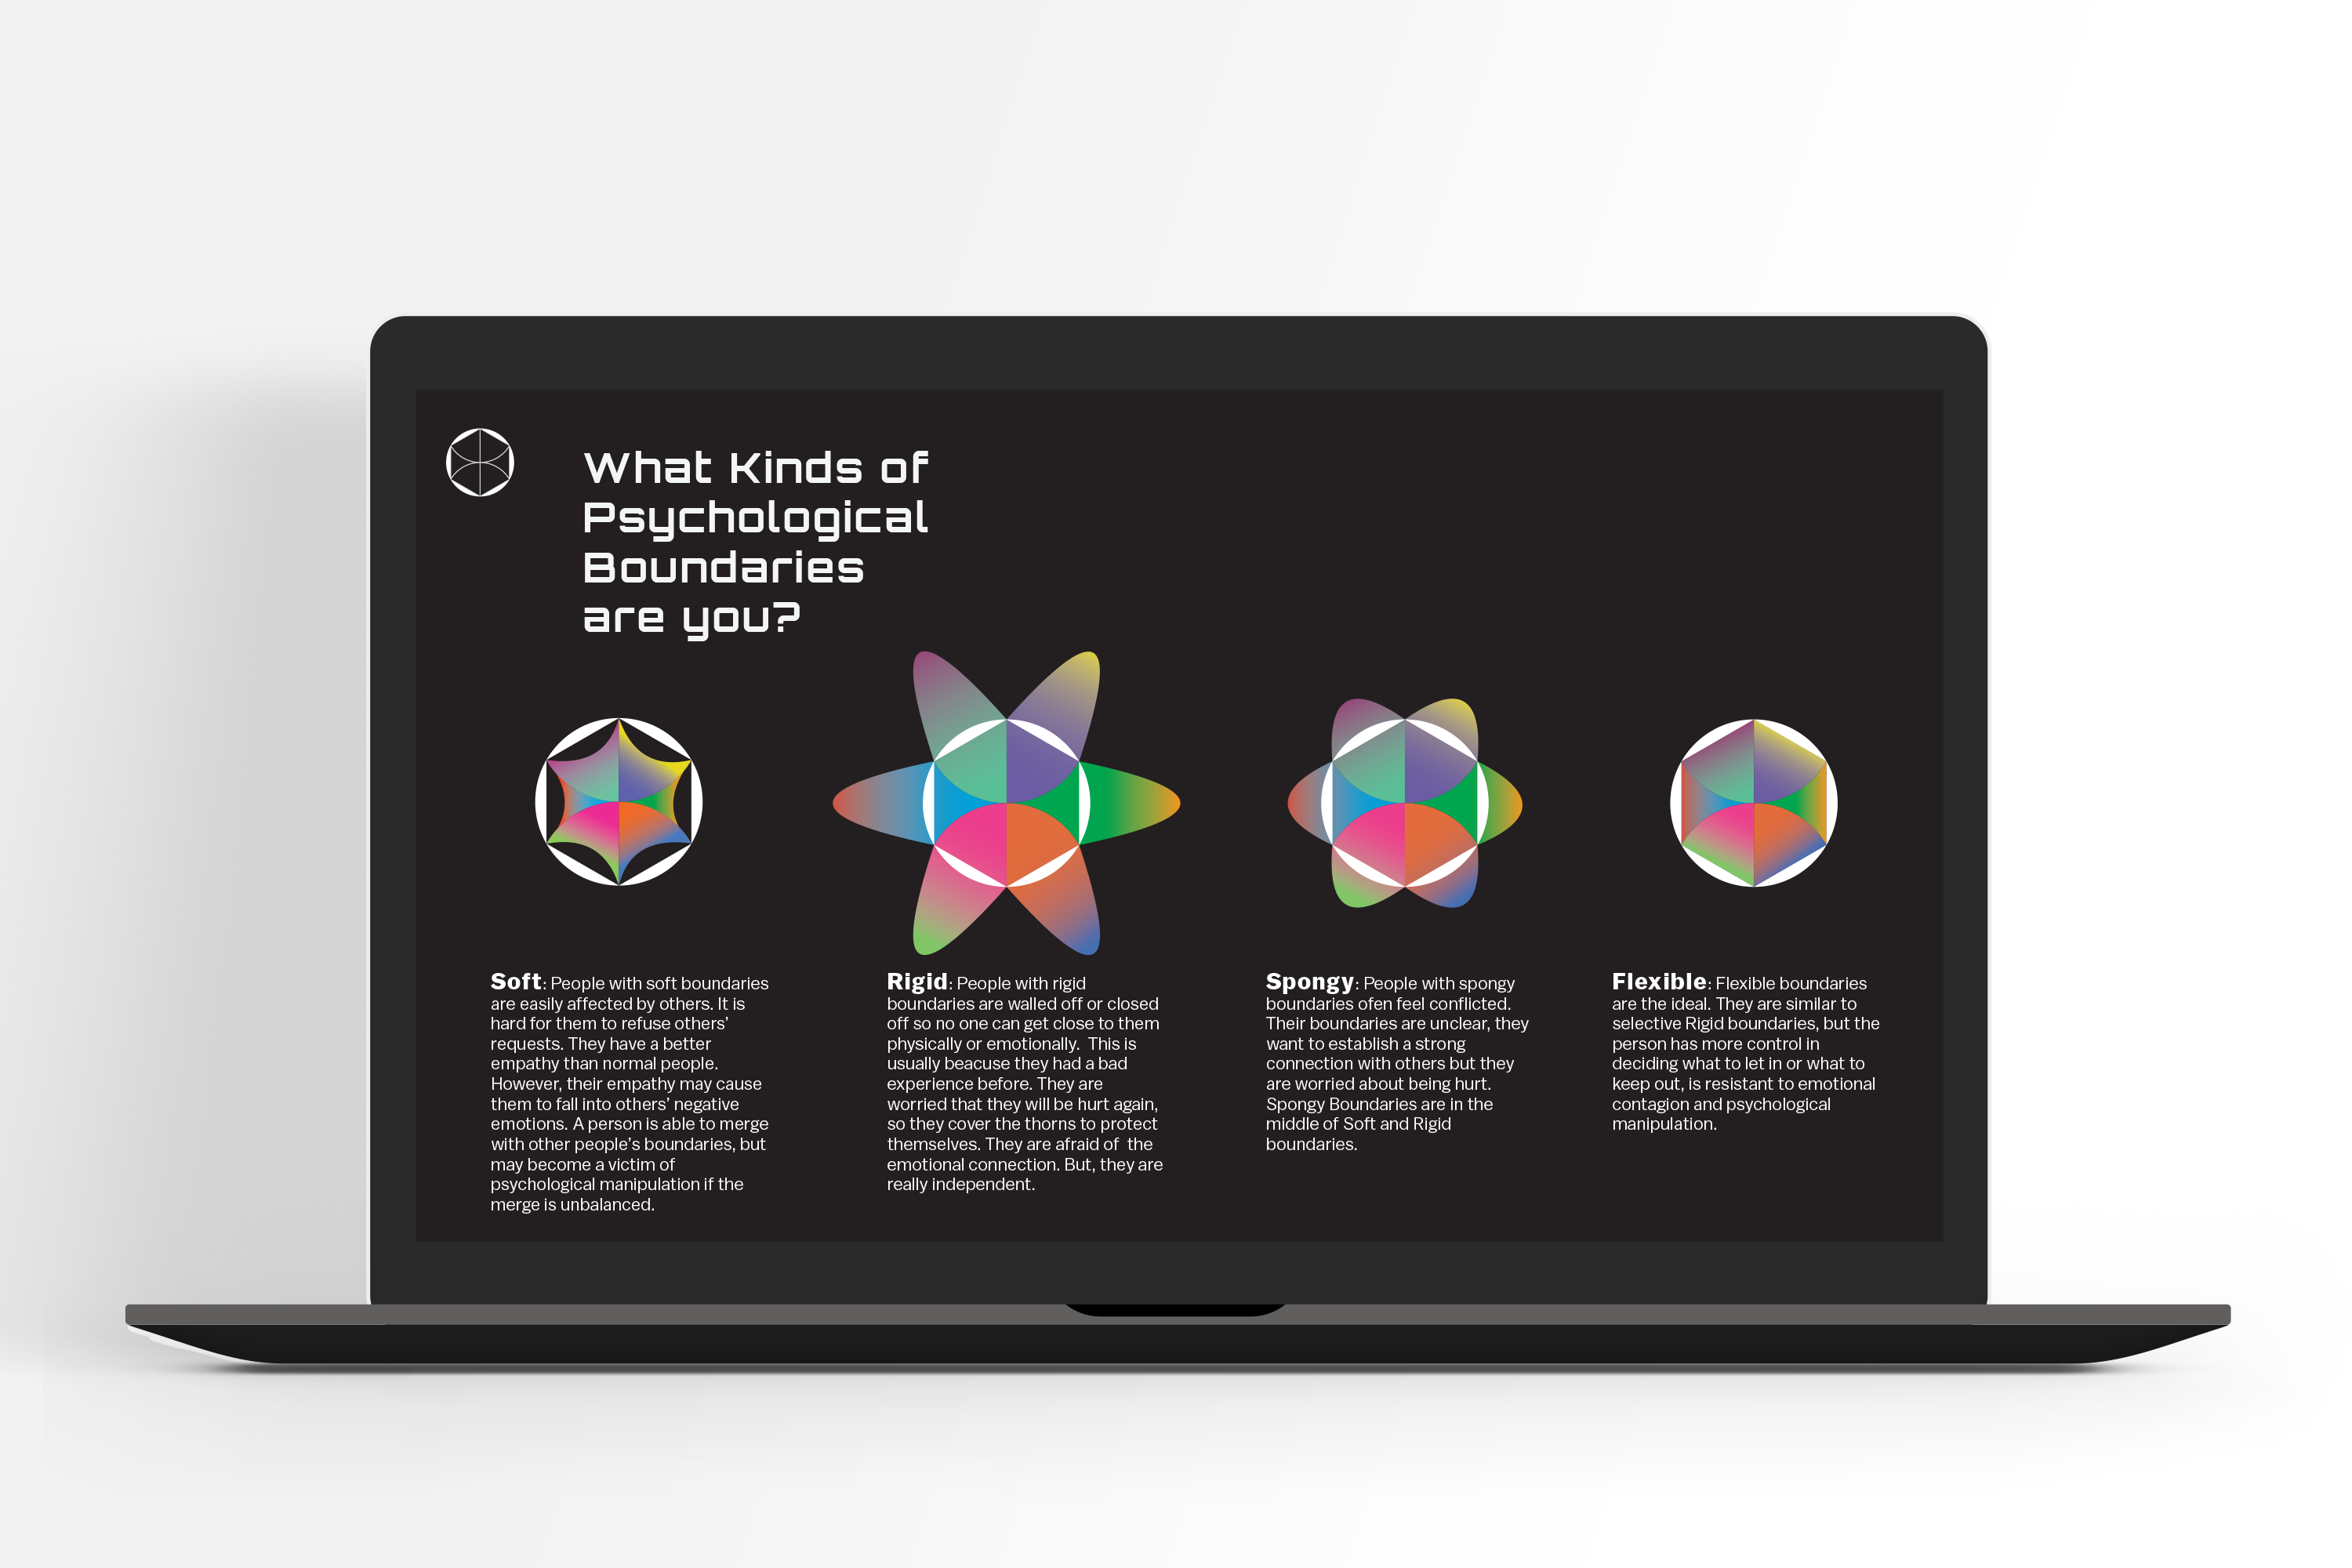 What Kinds of
Psychological
Boundaries
are you?
Soft: People with soft boundaries
are easily affected by others. It is
hard for them to refuse others’
requests. They have a better
empathy than normal people.
However, their empathy may cause
them to fall into others’ negative
emotions. A person is able to merge
with other people’s boundaries, but
may become a victim of
psychological manipulation if the
merge is unbalanced.
Rigid: People with rigid
boundaries are walled off or closed
off so no one can get close to them
physically or emotionally.  This is
usually beacuse they had a bad
experience before. They are
worried that they will be hurt again,
so they cover the thorns to protect
themselves. They are afraid of  the
emotional connection. But, they are
really independent.
Spongy: People with spongy
boundaries ofen feel conflicted.
Their boundaries are unclear, they
want to establish a strong
connection with others but they
are worried about being hurt.
Spongy Boundaries are in the
middle of Soft and Rigid
boundaries.
Flexible: Flexible boundaries
are the ideal. They are similar to
selective Rigid boundaries, but the
person has more control in
deciding what to let in or what to
keep out, is resistant to emotional
contagion and psychological
manipulation.